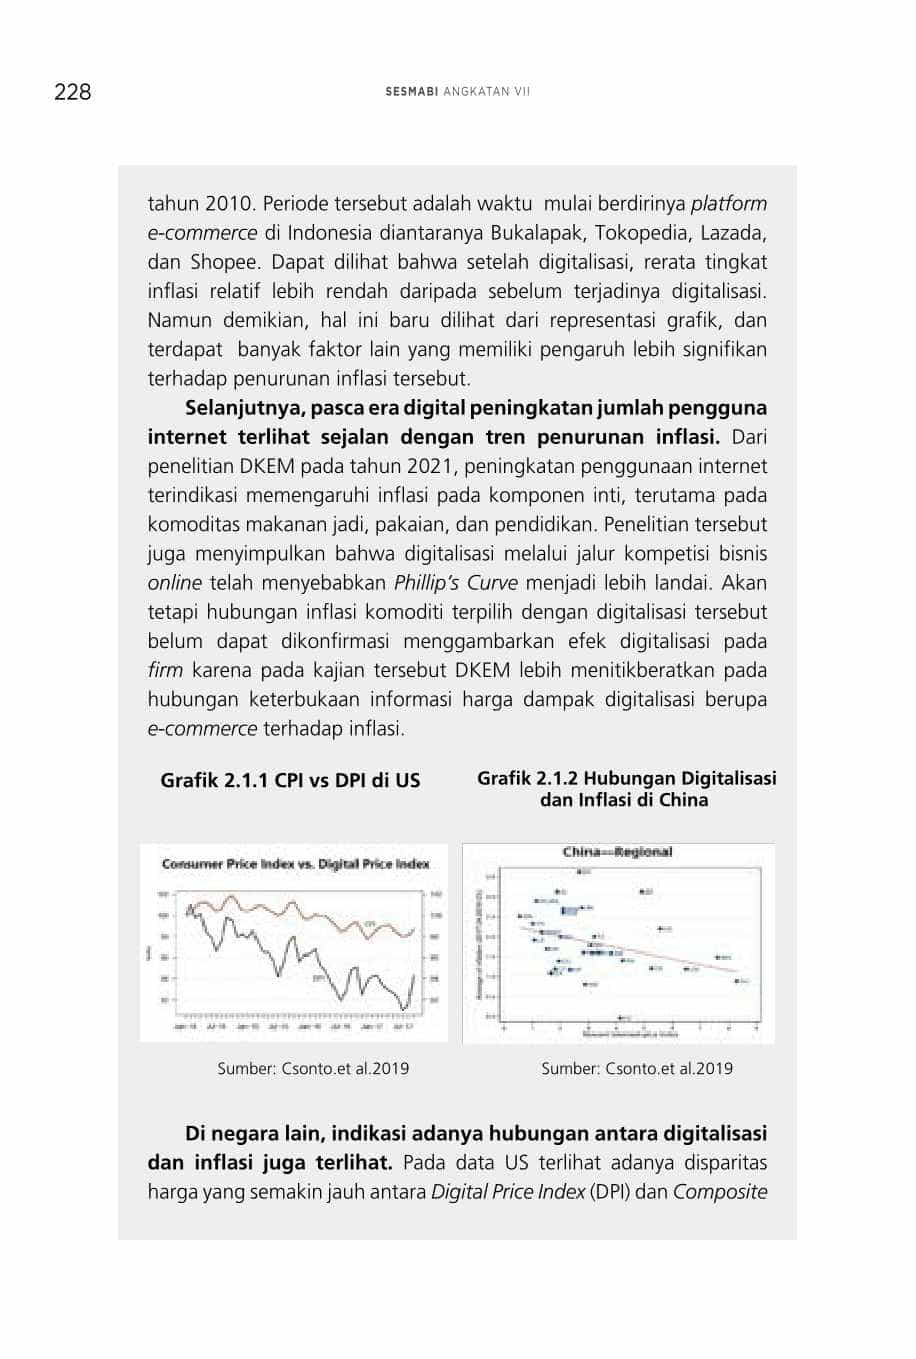 228
SESMABI ANGKATAN VII
tahun 2010. Periode tersebut adalah waktu mulai berdirinya platform
e-commerce di Indonesia diantaranya Bukalapak, Tokopedia, Lazada,
dan Shopee. Dapat dilihat bahwa setelah digitalisasi, rerata tingkat
inflasi relatif lebih rendah daripada sebelum terjadinya digitalisasi.
Namun demikian, hal ini baru dilihat dari representasi grafik, dan
terdapat banyak faktor lain yang memiliki pengaruh lebih signifikan
terhadap penurunan inflasi tersebut.
Selanjutnya, pasca era digital peningkatan jumlah pengguna
internet terlihat sejalan dengan tren penurunan inflasi. Dari
penelitian DKEM pada tahun 2021, peningkatan penggunaan internet
terindikasi memengaruhi inflasi pada komponen inti, terutama pada
komoditas makanan jadi, pakaian, dan pendidikan. Penelitian tersebut
juga menyimpulkan bahwa digitalisasi melalui jalur kompetisi bisnis
online telah menyebabkan Phillip's Curve menjadi lebih landai. Akan
tetapi hubungan inflasi komoditi terpilih dengan digitalisasi tersebut
belum dapat dikonfirmasi menggambarkan efek digitalisasi pada
firm karena pada kajian tersebut DKEM lebih menitikberatkan pada
hubungan keterbukaan informasi harga dampak digitalisasi berupa
e-commerce terhadap inflasi.
Grafik 2.1.1 CPI vs DPI di US
Grafik 2.1.2 Hubungan Digitalisasi
dan Inflasi di China
Consumer Price Index vs. Digital Price Index
CPI
DPI
China—Regional
Sumber: Csonto.et al.2019
Sumber: Csonto.et al.2019
Di negara lain, indikasi adanya hubungan antara digitalisasi
dan inflasi juga terlihat. Pada data US terlihat adanya disparitas
harga yang semakin jauh antara Digital Price Index (DPI) dan Composite